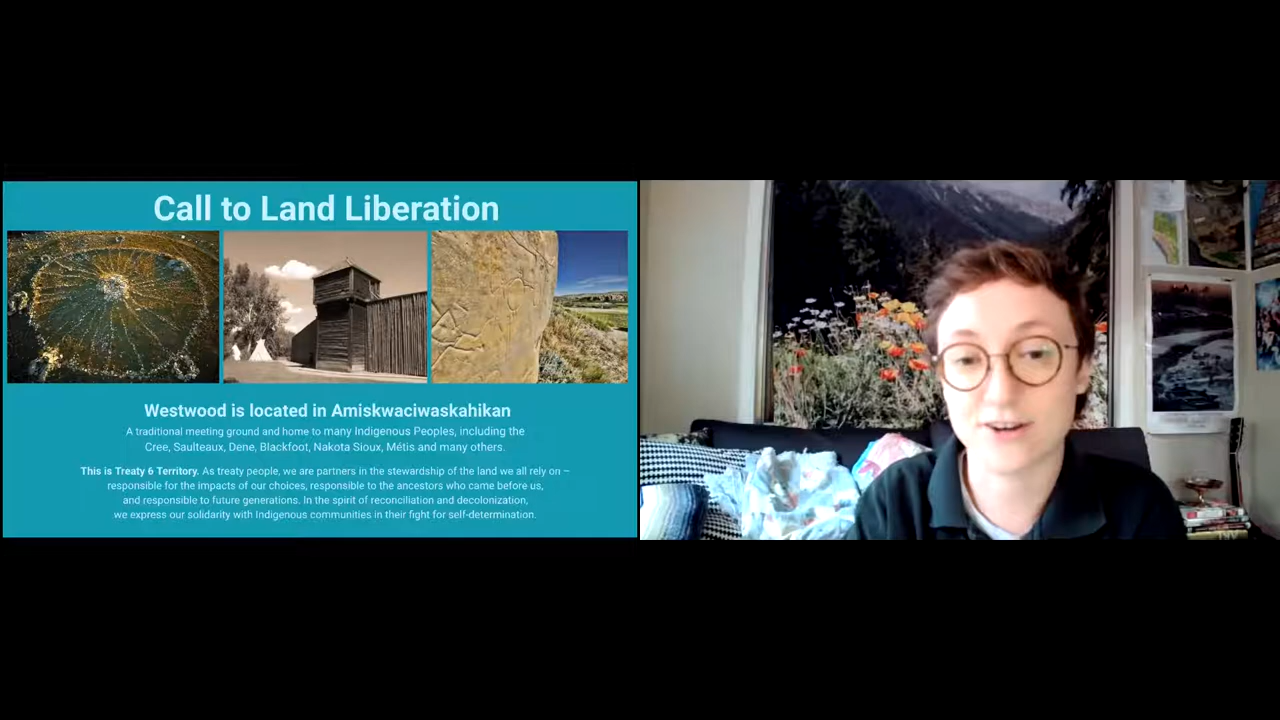 Call to Land Liberation
Westwood is located in Amiskwaciwaskahikan
A traditional meeting ground and home to many Indigenous Peoples, including the
Cree, Saulteaux, Dene, Blackfoot, Nakota Sioux, Métis and many others.
This is Treaty 6 Territory. As treaty people, we are partners in the stewardship of the land we all rely on –
responsible for the impacts of our choices, responsible to the ancestors who came before us,
and responsible to future generations. In the spirit of reconciliation and decolonization,
we express our solidarity with Indigenous communities in their fight for self-determination.